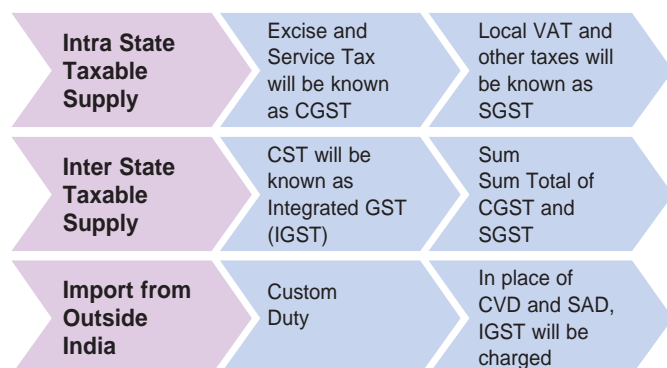 Intra State
Taxable
Supply
Excise and
Service Tax
will be known
as CGST
Local VAT and
other taxes will
be known as
SGST
Inter State
Taxable
Supply
CST will be
known as
Integrated GST
(IGST)
Sum
Sum Total of
CGST and
SGST
Import from
Outside
India
Custom
Duty
In place of
CVD and SAD,
IGST will be
charged